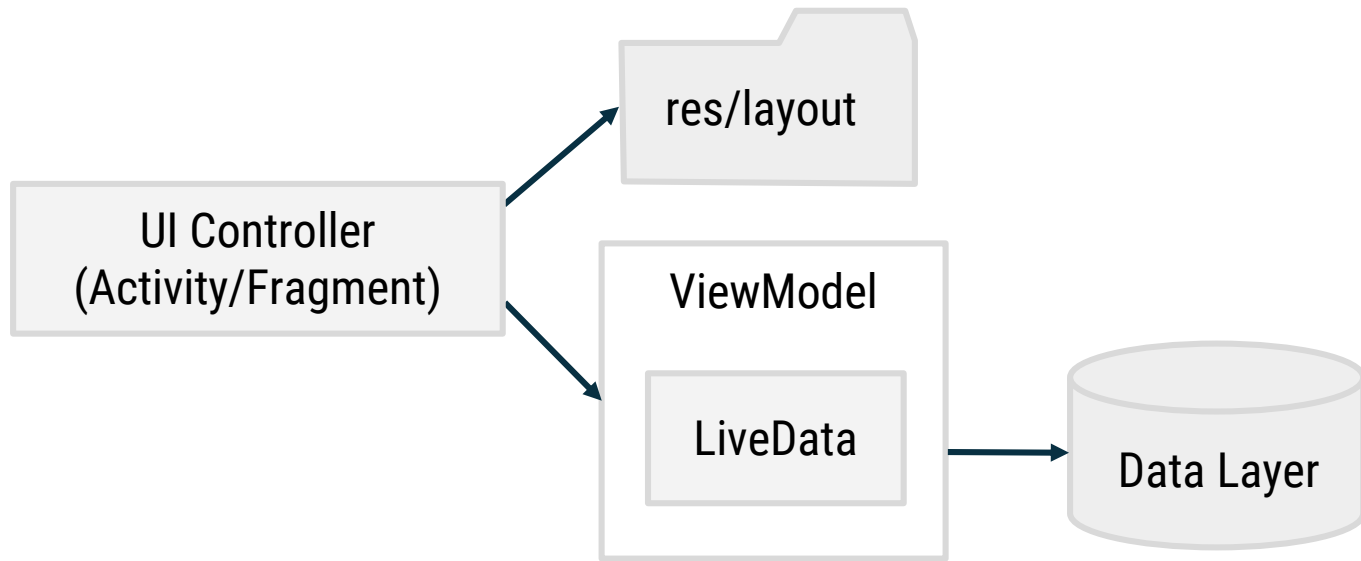 res/layout
UI Controller
(Activity/Fragment)
ViewModel
LiveData
Data Layer